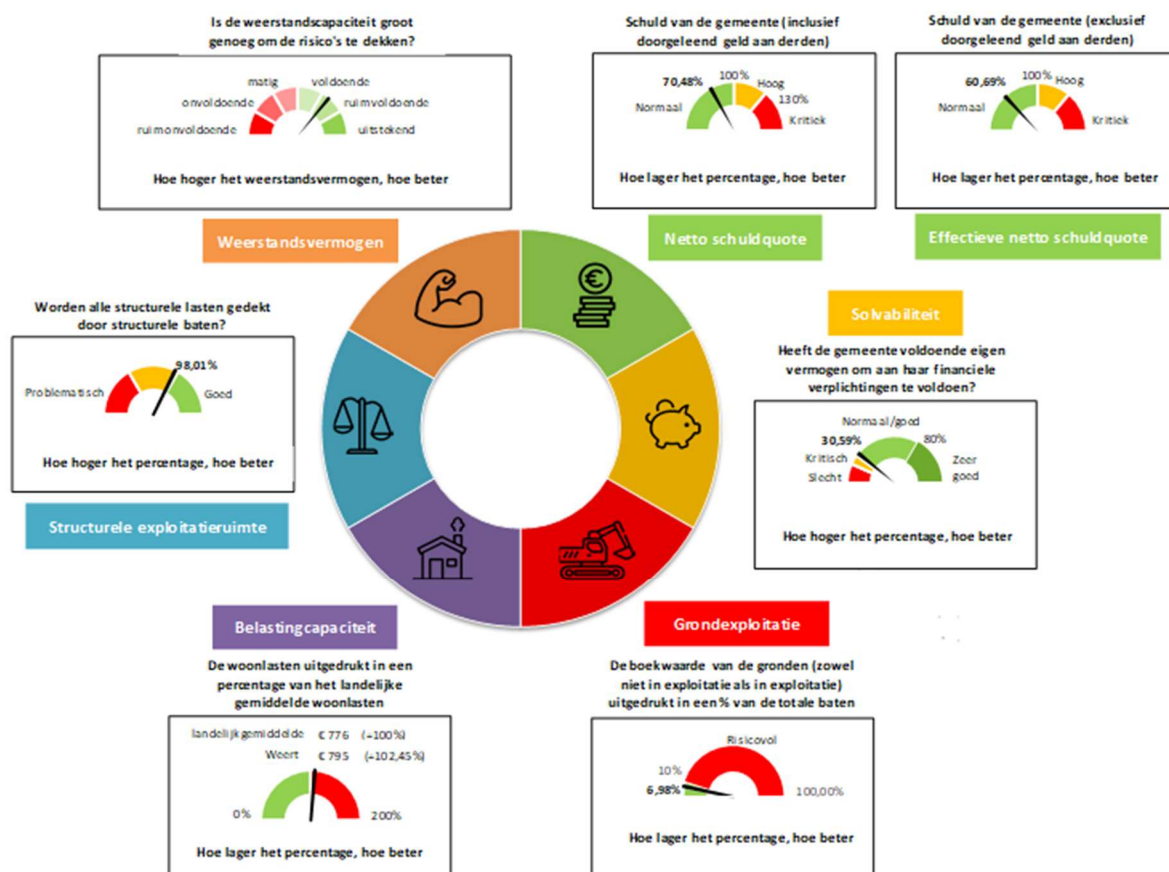 Is de weerstandscapaciteit groot
genoeg om de risico's te dekken?
matig
voldoende
onvoldoende
ruimvoldoende
ruimonvoldoende
uitstekend
Hoe hoger het weerstandsvermogen, hoe beter
Weerstandsvermogen
Schuld van de gemeente (inclusief
doorgeleend geld aan derden)
70,48%
100%
Hoog
130%
Normaal
Kritiek
Hoe lager het percentage, hoe beter
Netto schuldquote
Schuld van de gemeente (exclusief
doorgeleend geld aan derden)
60,69%
100%
Hoog
Normaal
Kritiek
Hoe lager het percentage, hoe beter
Effectieve netto schuldquote
Worden alle structurele lasten gedekt
door structurele baten?
98,01%
Problematisch
Goed
Hoe hoger het percentage, hoe beter
Structurele exploitatieruimte
Solvabiliteit
Heeft de gemeente voldoende eigen
vermogen om aan haar financiele
verplichtingen te voldoen?
Normaal/goed
30,59%
80%
Kritisch
Zeer
Slecht
goed
Hoe hoger het percentage, hoe beter
Belastingcapaciteit
De woonlasten uitgedrukt in een
percentage van het landelijke
gemiddelde woonlasten
landelijk gemiddelde € 776 (=100%)
Weert € 795 (=102,45%)
0%
200%
Hoe lager het percentage, hoe beter
Grondexploitatie
De boekwaarde van de gronden (zowel
niet in exploitatie als in exploitatie)
uitgedrukt in een % van de totale baten
Risicovol
10%
6,98%
100,00%
Hoe lager het percentage, hoe beter